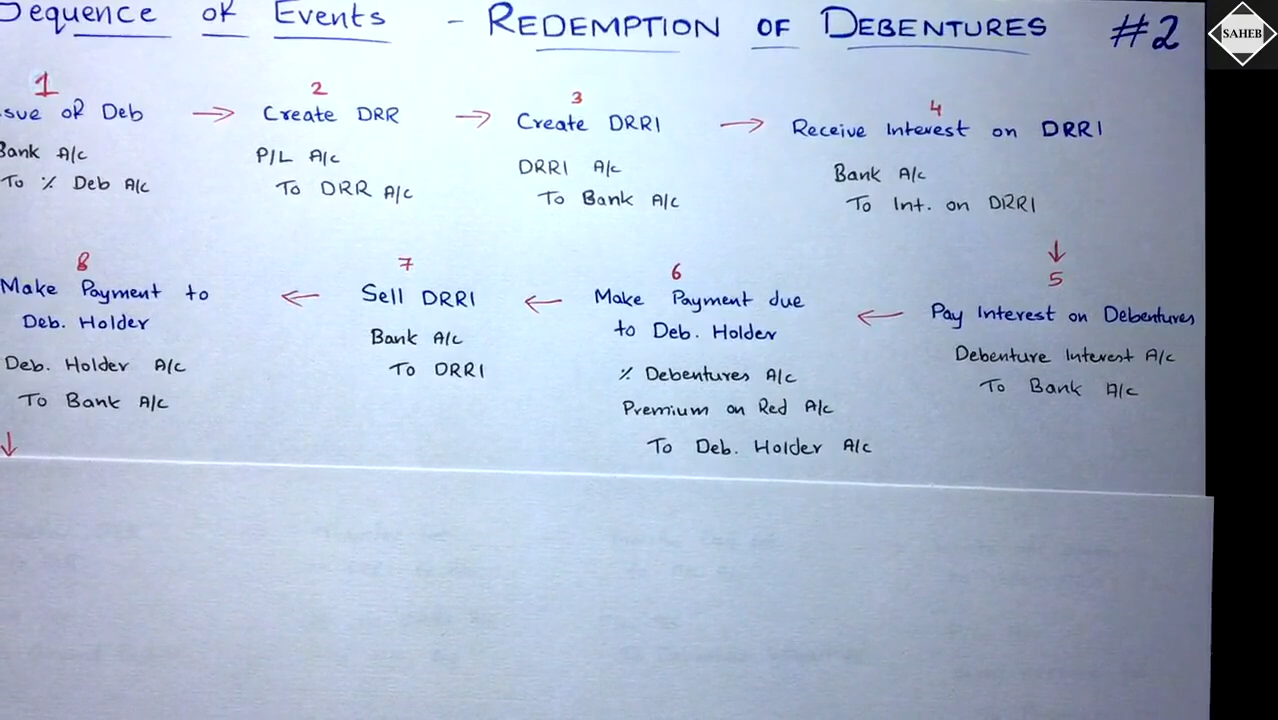 Sequence of Events - REDEMPTION OF DEBENTURES #2
SAHEB
1
sue of Deb
Bank A/c
To % Deb A/c
2
Create DRR
P/L A/c
To DRR A/c
3
Create DRRI
DRRI A/c
To Bank A/c
4
Receive Interest on DRRI
Bank A/c
To Int. on DRRI
5
Pay Interest on Debentures
Debenture Interest A/c
To Bank A/c
6
Make Payment due
to Deb. Holder
% Debentures A/c
Premium on Red A/c
To Deb. Holder A/c
7
Sell DRRI
Bank A/c
To DRRI
8
Make Payment to
Deb. Holder
Deb. Holder A/c
To Bank A/c